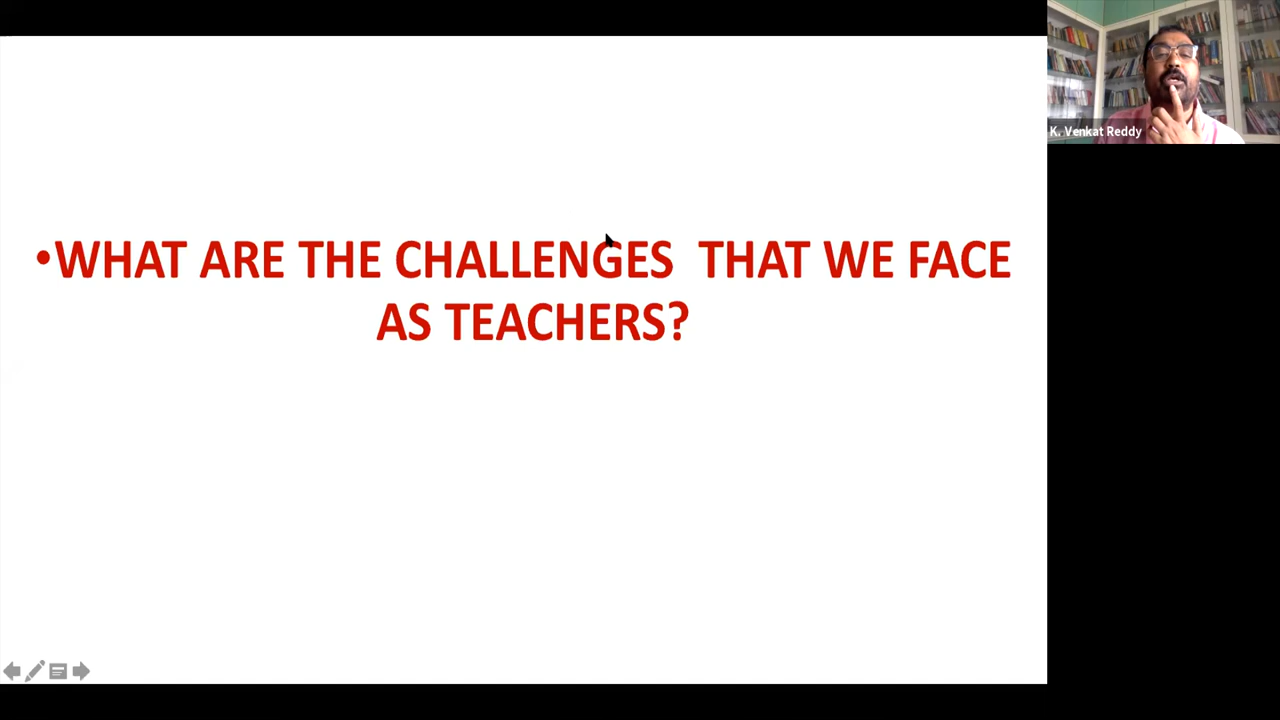 •WHAT ARE THE CHALLENGES  THAT WE FACE
AS TEACHERS?
K. Venkat Reddy